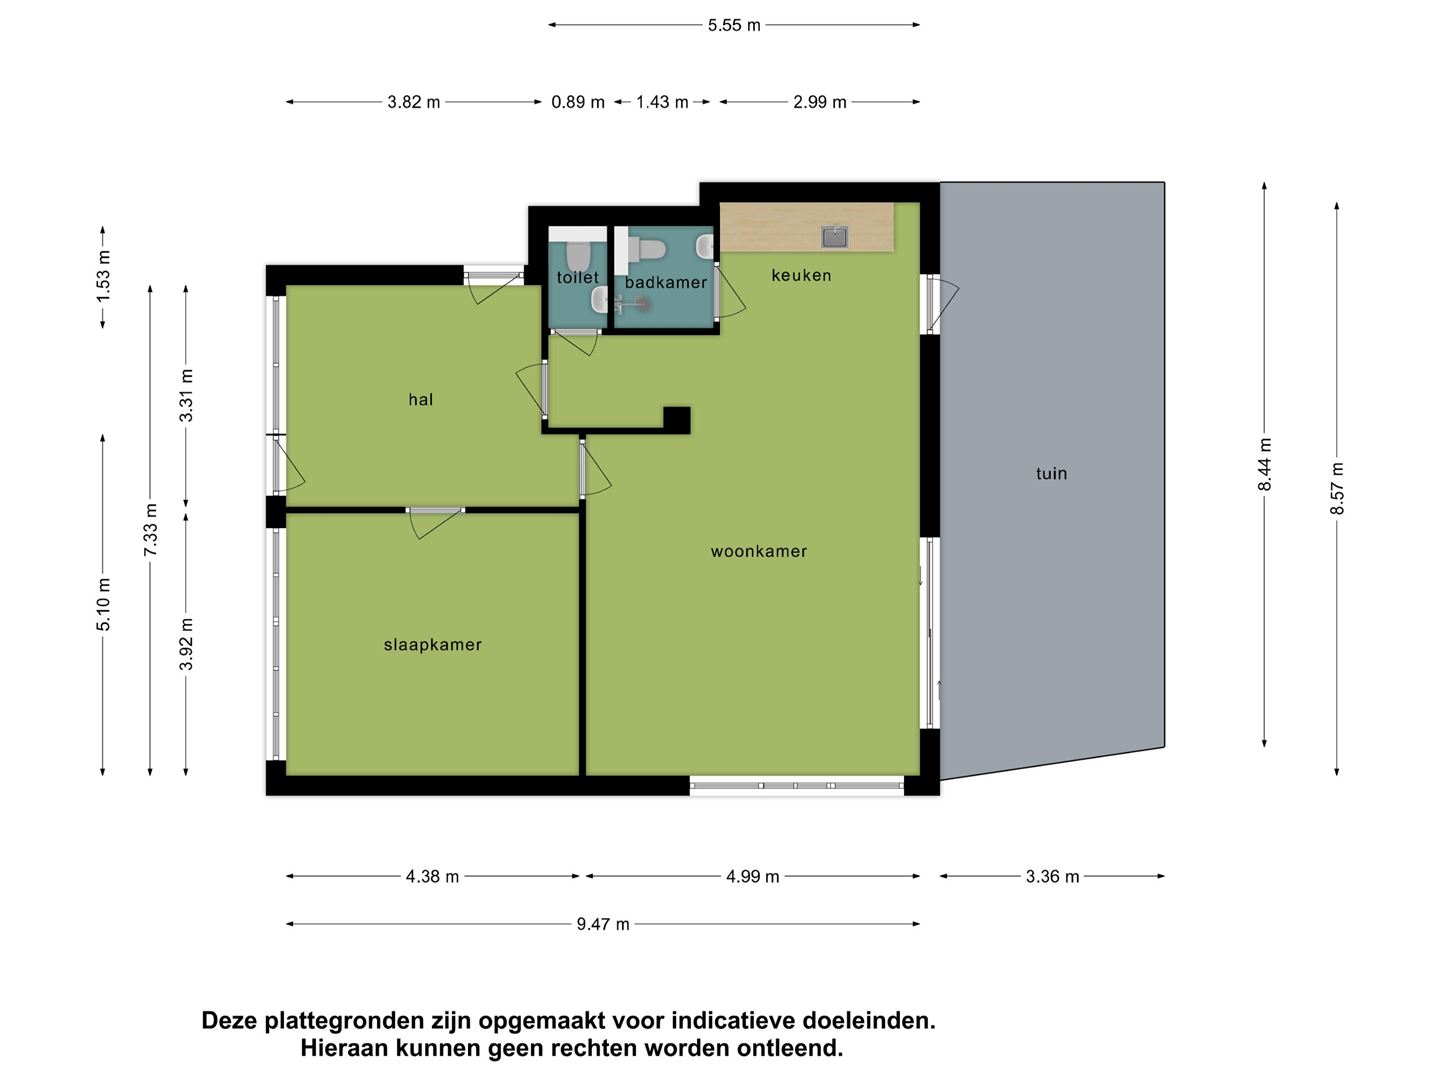 5.55 m
3.82 m
0.89 m
1.43 m
2.99 m
1.53 m
toilet
badkamer
keuken
hal
3.31 m
8.44 m
8.57 m
tuin
7.33 m
woonkamer
5.10 m
3.92 m
slaapkamer
4.38 m
4.99 m
3.36 m
9.47 m
Deze plattegronden zijn opgemaakt voor indicatieve doeleinden.
Hieraan kunnen geen rechten worden ontleend.